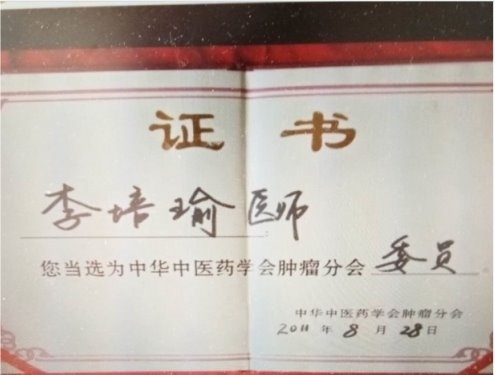 证书
李培瑜医师
您当选为中华中医药学会肿瘤分会委员
中华中医药学会肿瘤分会
2011年8月28日